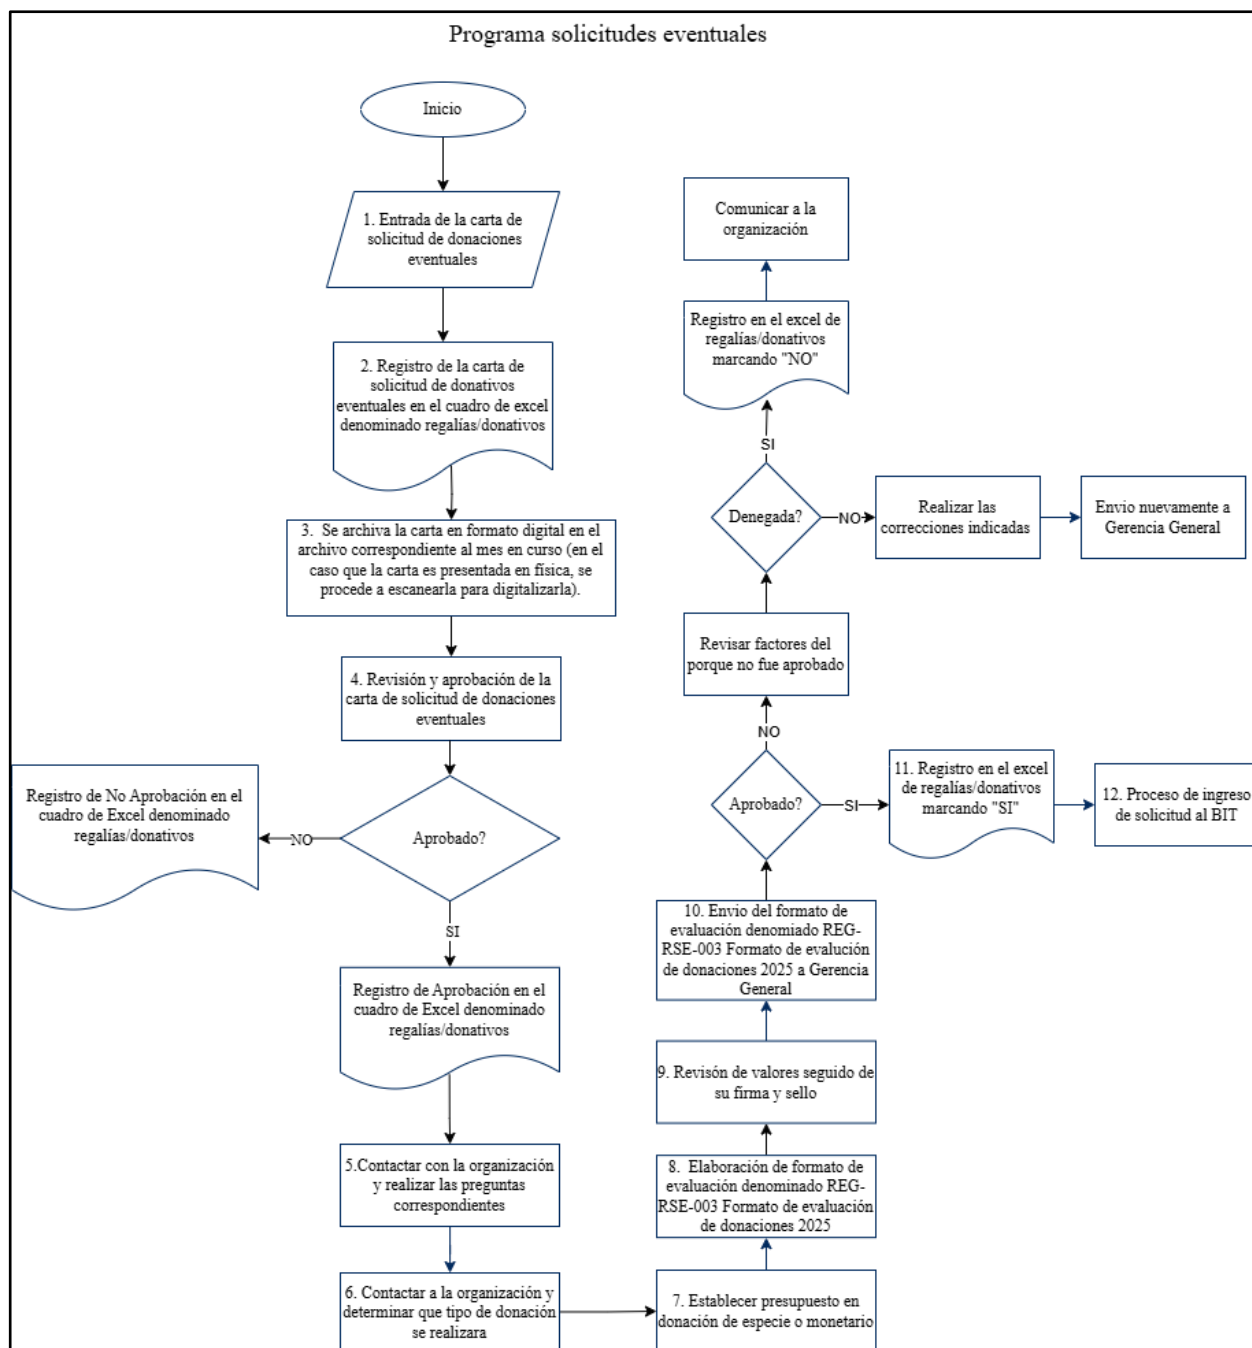 Programa solicitudes eventuales
Inicio
1. Entrada de la carta de
solicitud de donaciones
eventuales
2. Registro de la carta de
solicitud de donativos
eventuales en el cuadro de excel
denominado regalías/donativos
3. Se archiva la carta en formato digital en el
archivo correspondiente al mes en curso (en el
caso que la carta es presentada en física, se
procede a escanearla para digitalizarla).
4. Revisión y aprobación de la
carta de solicitud de donaciones
eventuales
Aprobado?
NO
Registro de No Aprobación en el
cuadro de Excel denominado
regalías/donativos
SI
Registro de Aprobación en el
cuadro de Excel denominado
regalías/donativos
5.Contactar con la organización
y realizar las preguntas
correspondientes
6. Contactar a la organización y
determinar que tipo de donación
se realizara
7. Establecer presupuesto en
donación de especie o monetario
8. Elaboración de formato de
evaluación denominado REG-
RSE-003 Formato de evaluación
de donaciones 2025
9. Revisón de valores seguido de
su firma y sello
10. Envio del formato de
evaluación denomiado REG-
RSE-003 Formato de evalución
de donaciones 2025 a Gerencia
General
Aprobado?
SI
11. Registro en el excel
de regalías/donativos
marcando "SI"
12. Proceso de ingreso
de solicitud al BIT
NO
Revisar factores del
porque no fue aprobado
Denegada?
NO
Realizar las
correcciones indicadas
Envio nuevamente a
Gerencia General
SI
Registro en el excel de
regalías/donativos
marcando "NO"
Comunicar a la
organización